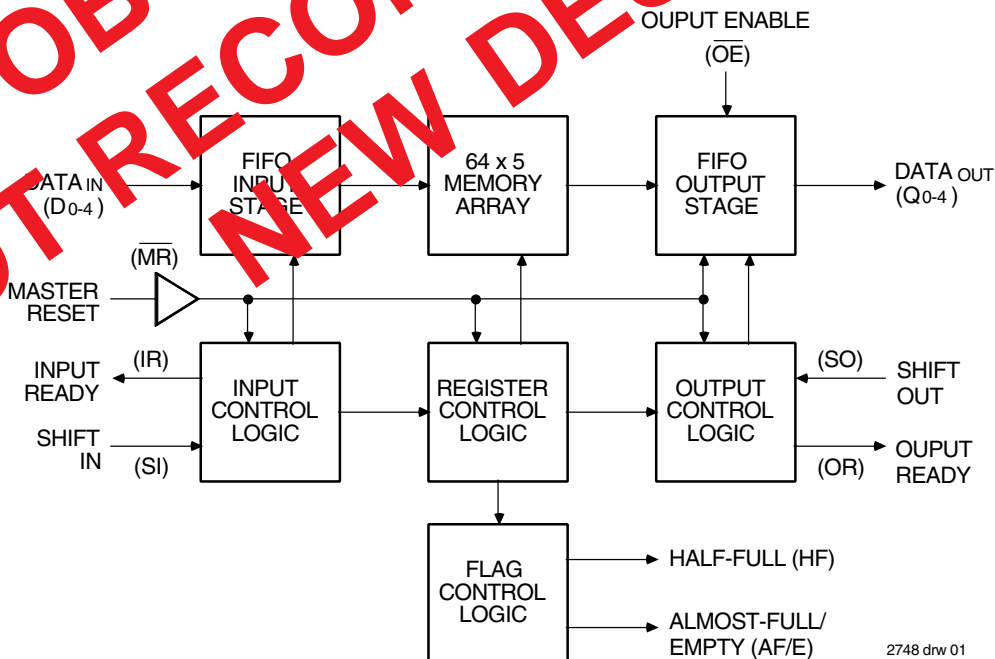 OUPUT ENABLE
(OE)
FIFO
INPUT
STAGE
64 x 5
MEMORY
ARRAY
FIFO
OUTPUT
STAGE
DATA IN
(D0-4 )
DATA OUT
(Q0-4 )
(MR)
MASTER
RESET
INPUT
READY
(IR)
INPUT
CONTROL
LOGIC
REGISTER
CONTROL
LOGIC
OUTPUT
CONTROL
LOGIC
(SO)
SHIFT
OUT
SHIFT
IN
(SI)
(OR)
OUPUT
READY
FLAG
CONTROL
LOGIC
HALF-FULL (HF)
ALMOST-FULL/
EMPTY (AF/E)
2748 drw 01
NEW